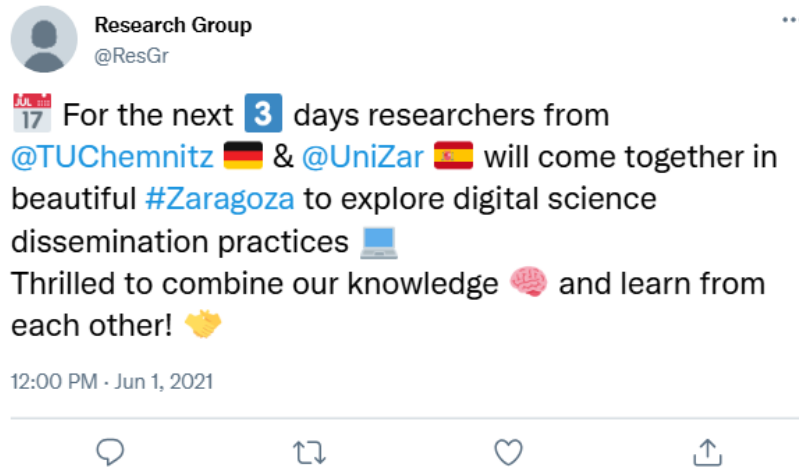 Research Group
@ResGr
📅 For the next 3️⃣ days researchers from
@TUChemnitz 🇩🇪 & @UniZar 🇪🇸 will come together in
beautiful #Zaragoza to explore digital science
dissemination practices 💻
Thrilled to combine our knowledge 🧠 and learn from
each other! 🤝
12:00 PM · Jun 1, 2021